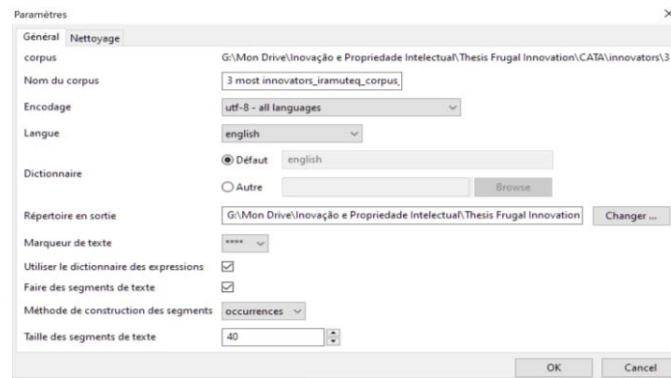 Paramètres
Général Nettoyage
corpus G:\Mon Drive\Inovação e Propriedade Intelectual\Thesis Frugal Innovation\CATA\innovators\3
Nom du corpus 3 most innovators_iramuteq_corpus_
Encodage utf-8 - all languages
Langue english
Dictionnaire
Défaut english
Autre Browse
Répertoire en sortie G:\Mon Drive\Inovação e Propriedade Intelectual\Thesis Frugal Innovation Changer ...
Marqueur de texte ****
Utiliser le dictionnaire des expressions
Faire des segments de texte
Méthode de construction des segments occurrences
Taille des segments de texte 40
OK Cancel